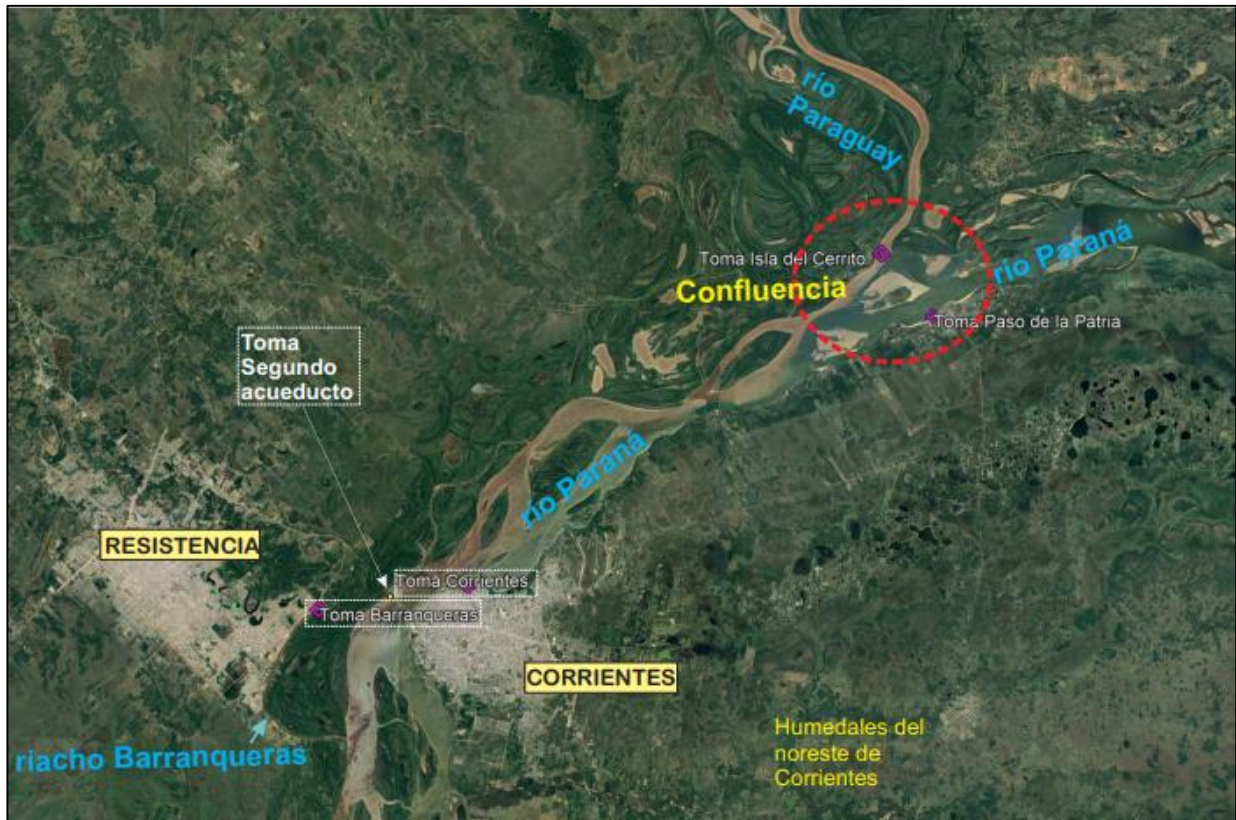 río
Paraguay
río Paraná
Toma Isla del Cerrito
Confluencia
Toma Paso de la Patria
Toma
Segundo
acueducto
río Paraná
RESISTENCIA
Toma Corrientes
Toma Barranqueras
CORRIENTES
riacho Barranqueras
Humedales del
noreste de
Corrientes